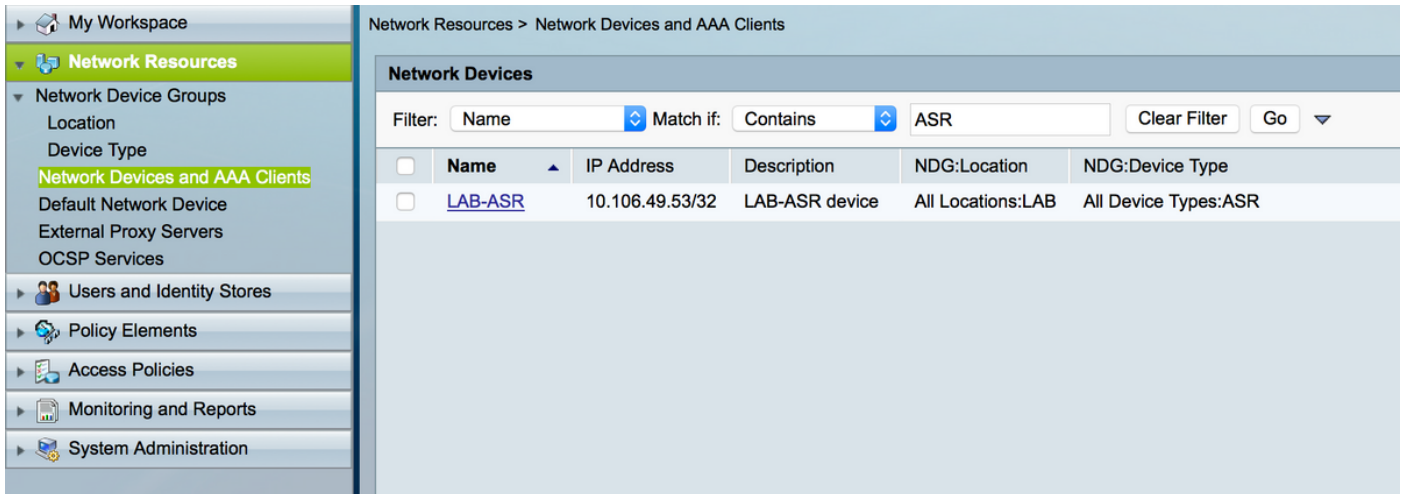 My Workspace
Network Resources
Network Device Groups
Location
Device Type
Network Devices and AAA Clients
Default Network Device
External Proxy Servers
OCSP Services
Users and Identity Stores
Policy Elements
Access Policies
Monitoring and Reports
System Administration
Network Resources > Network Devices and AAA Clients
Network Devices
Filter: Name Match if: Contains ASR Clear Filter Go
Name IP Address Description NDG:Location NDG:Device Type
LAB-ASR 10.106.49.53/32 LAB-ASR device All Locations:LAB All Device Types:ASR